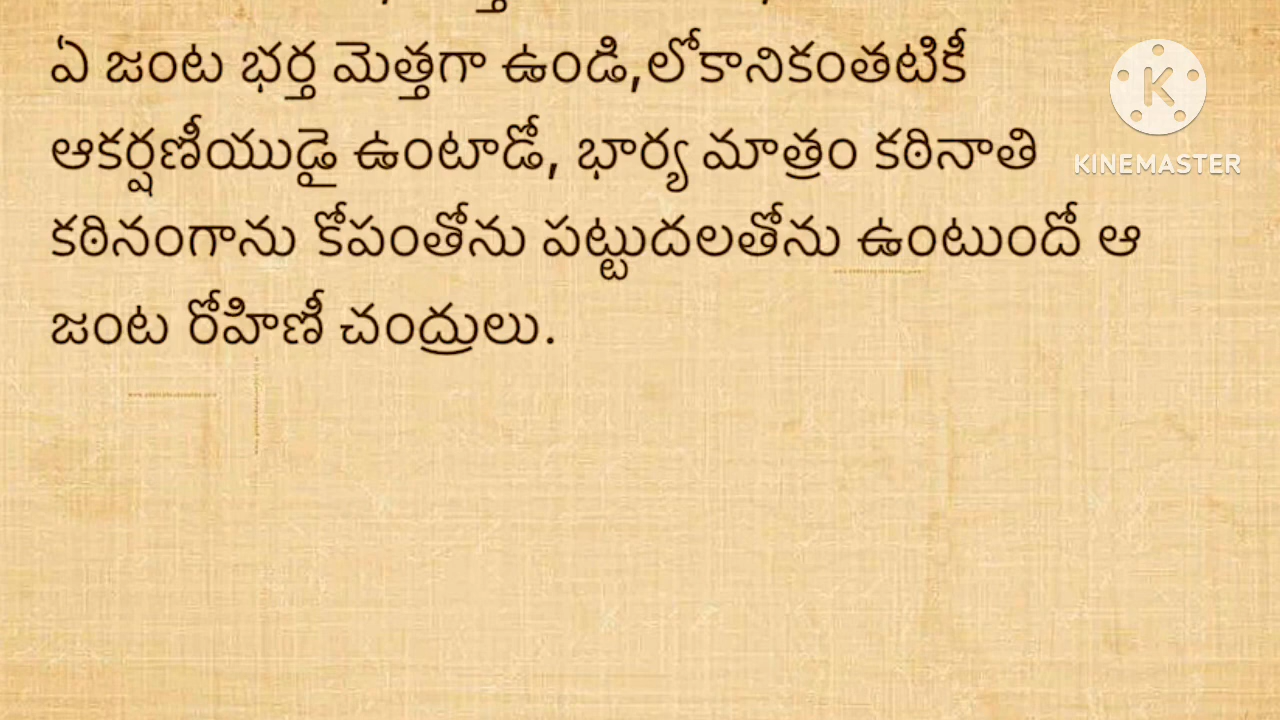 ఏ జంట భర్త మెత్తగా ఉండి,లోకానికంతటికీ
ఆకర్షణీయుడై ఉంటాడో, భార్య మాత్రం కఠినాతి
కఠినంగాను కోపంతోను పట్టుదలతోను ఉంటుందో ఆ
జంట రోహిణీ చంద్రులు.
KINEMASTER